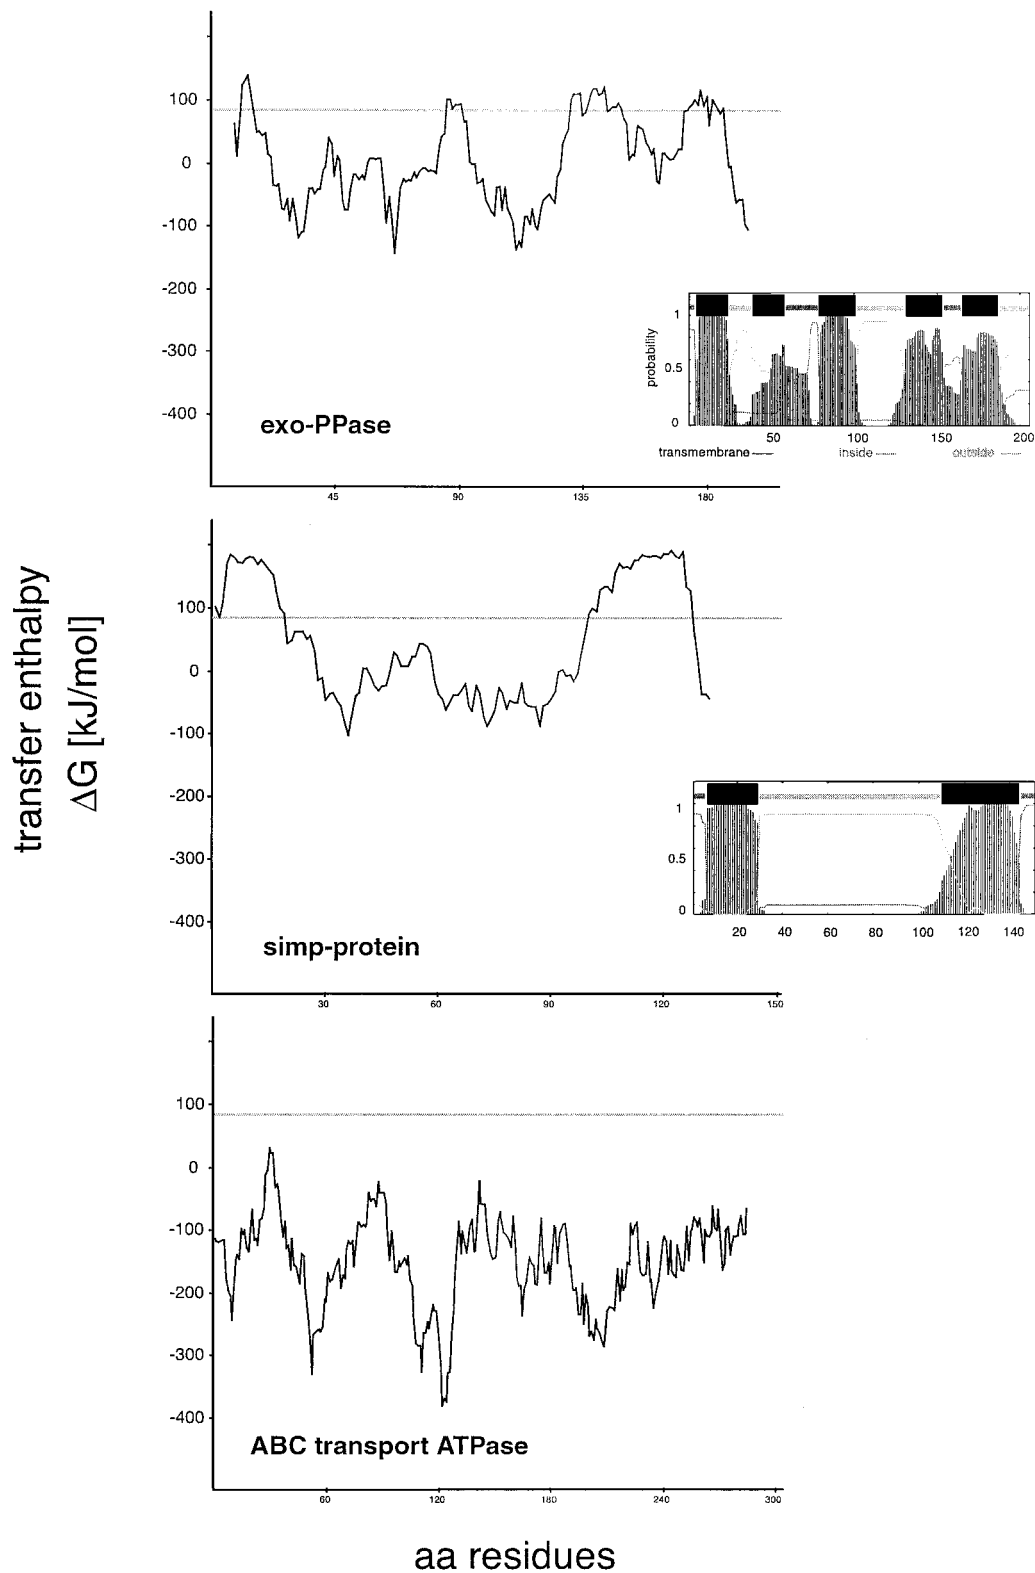 transfer enthalpy
ΔG [kJ/mol]
100
0
-100
-200
-300
-400
exo-PPase
45 90 135 180
probability
1
0.5
0
50 100 150 200
transmembrane inside outside
100
0
-100
-200
-300
-400
simp-protein
30 60 90 120 150
1
0.5
0
20 40 60 80 100 120 140
100
0
-100
-200
-300
-400
ABC transport ATPase
60 120 180 240 300
aa residues